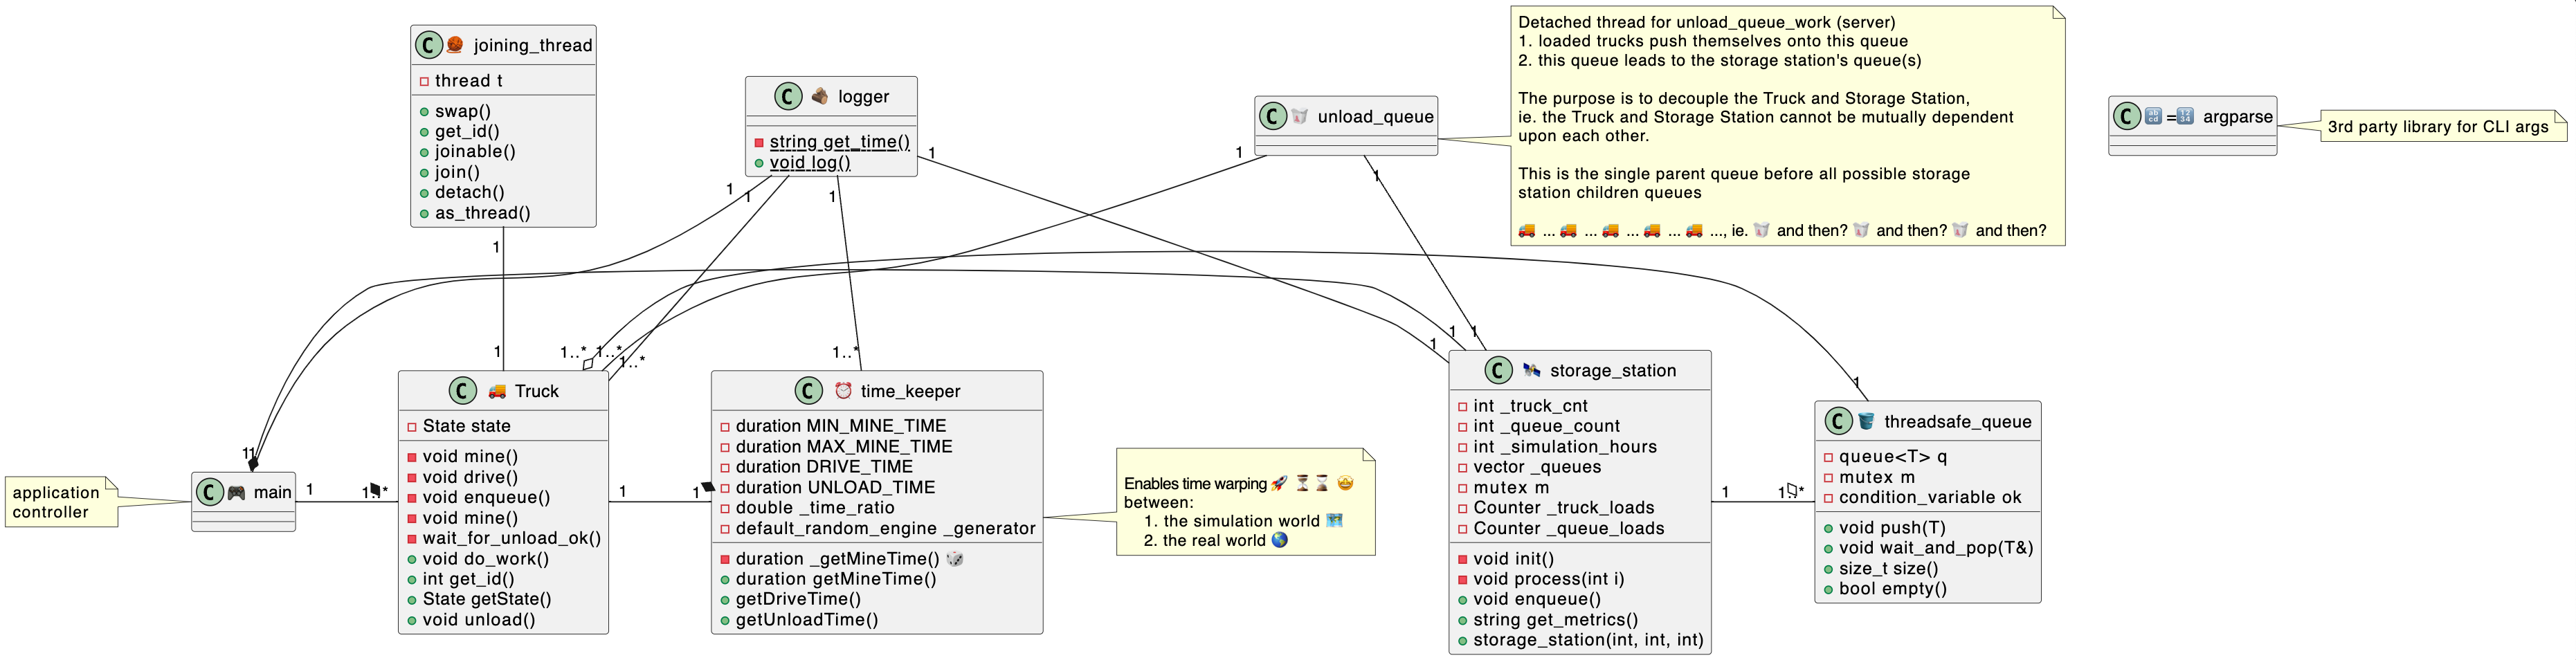 joining_thread
thread t
swap()
get_id()
joinable()
join()
detach()
as_thread()
logger
string get_time()
void log()
unload_queue
Detached thread for unload_queue_work (server)
1. loaded trucks push themselves onto this queue
2. this queue leads to the storage station's queue(s)
The purpose is to decouple the Truck and Storage Station,
ie. the Truck and Storage Station cannot be mutually dependent
upon each other.
This is the single parent queue before all possible storage
station children queues
🚚 ... 🚚 ... 🚚 ... 🚚 ... 🚚 ..., ie. 🥡 and then? 🥡 and then? 🥡 and then?
argparse
3rd party library for CLI args
application
controller
main
Truck
State state
void mine()
void drive()
void enqueue()
void mine()
wait_for_unload_ok()
void do_work()
int get_id()
State getState()
void unload()
time_keeper
duration MIN_MINE_TIME
duration MAX_MINE_TIME
duration DRIVE_TIME
duration UNLOAD_TIME
double _time_ratio
default_random_engine _generator
duration _getMineTime() 🎲
duration getMineTime()
getDriveTime()
getUnloadTime()
Enables time warping 🚀 ⏳⌛ 🤩
between:
1. the simulation world 🗺️
2. the real world 🌎
storage_station
int _truck_cnt
int _queue_count
int _simulation_hours
vector _queues
mutex m
Counter _truck_loads
Counter _queue_loads
void init()
void process(int i)
void enqueue()
string get_metrics()
storage_station(int, int, int)
threadsafe_queue
queue<T> q
mutex m
condition_variable ok
void push(T)
void wait_and_pop(T&)
size_t size()
bool empty()
1
1
1
1
1
1
1
1
1..*
1..*
1..*
1..*
1
1
1
1
1
1
1
1..*
1
1
1
1..*